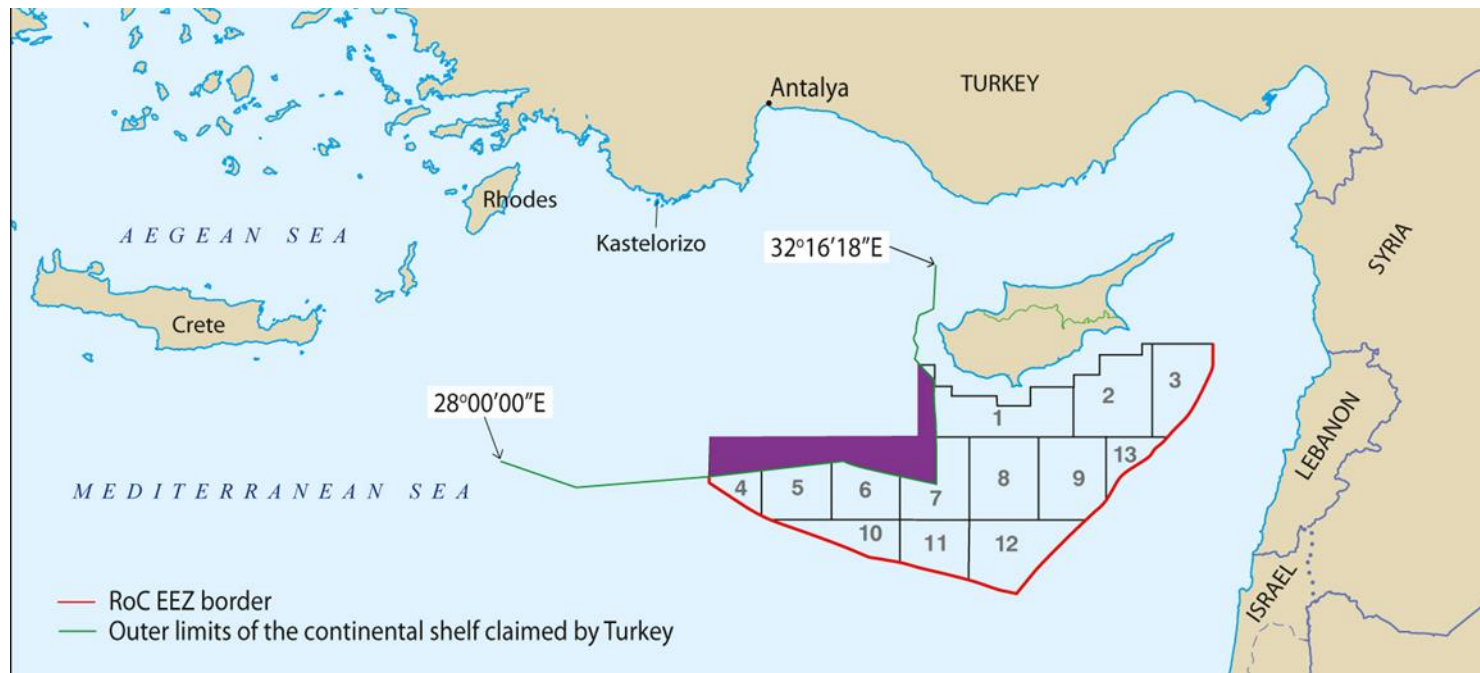 Antalya
TURKEY
Rhodes
Kastelorizo
AEGEAN SEA
32°16'18"E
SYRIA
Crete
28°00'00"E
3
2
1
LEBANON
13
MEDITERRANEAN SEA
4
5
6
7
8
9
10
11
12
ISRAEL
RoC EEZ border
Outer limits of the continental shelf claimed by Turkey